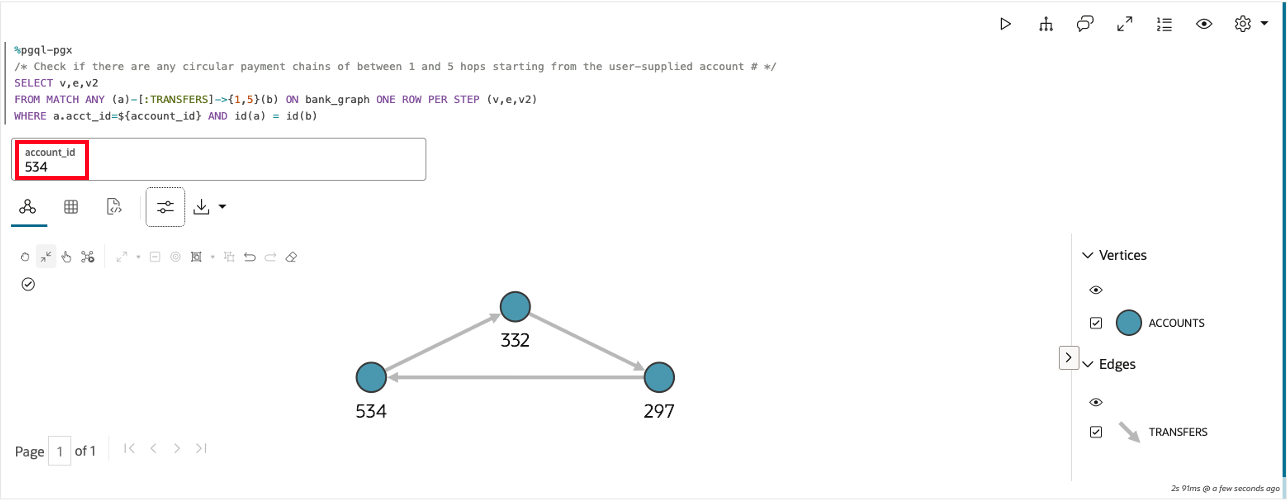 %pgql-pgx
/* Check if there are any circular payment chains of between 1 and 5 hops starting from the user-supplied account # */
SELECT v,e,v2
FROM MATCH ANY (a)-[:TRANSFERS]->{1,5}(b) ON bank_graph ONE ROW PER STEP (v,e,v2)
WHERE a.acct_id=${account_id} AND id(a) = id(b)
account_id
534
Vertices
ACCOUNTS
332
Edges
534
297
TRANSFERS
Page 1 of 1
2s 91ms @ a few seconds ago